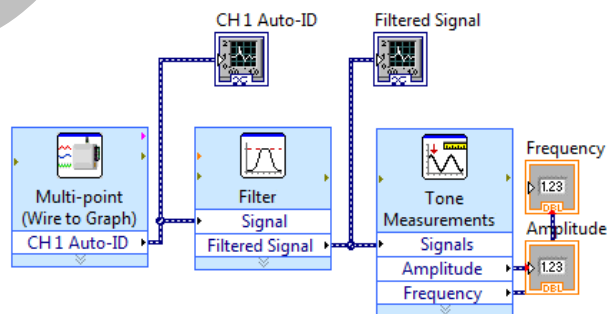 CH 1 Auto-ID
Filtered Signal
Multi-point
(Wire to Graph)
CH 1 Auto-ID
Filter
Signal
Filtered Signal
Tone
Measurements
Signals
Amplitude
Frequency
Frequency
1.23
DBL
Amplitude
1.23
DBL